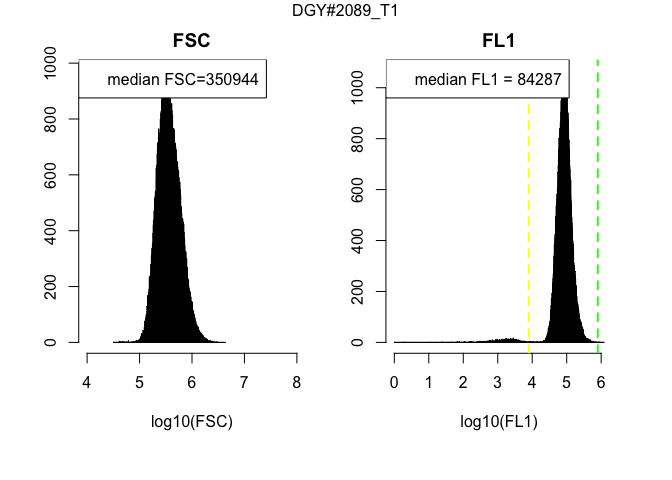 DGY#2089_T1
FSC
median FSC=350944
0
200
400
600
800
1000
4 5 6 7 8
log10(FSC)
FL1
median FL1 = 84287
0
200
400
600
800
1000
0 1 2 3 4 5 6
log10(FL1)